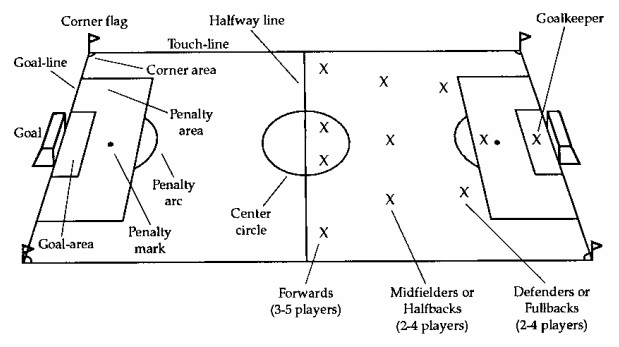 Corner flag
Halfway line
Goalkeeper
Touch-line
Goal-line
Corner area
Penalty
area
Goal
Penalty
arc
Center
circle
Goal-area
Penalty
mark
X
X
X
X
X
X
X
X
X
X
X
Forwards
(3-5 players)
Midfielders or
Halfbacks
(2-4 players)
Defenders or
Fullbacks
(2-4 players)